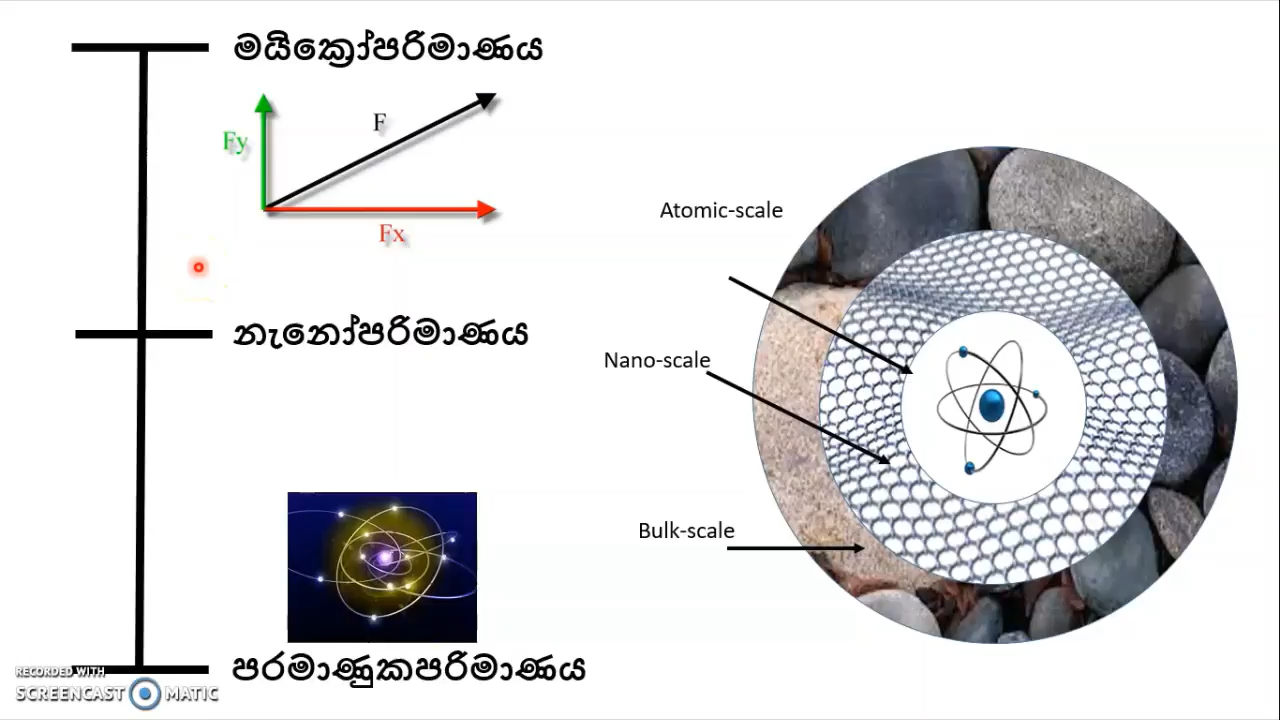 මයික්‍රෝපරිමාණය
F
Fy
Fx
Atomic-scale
නැනෝපරිමාණය
Nano-scale
Bulk-scale
පරමාණුකපරිමාණය
RECORDED WITH
SCREENCAST MATIC